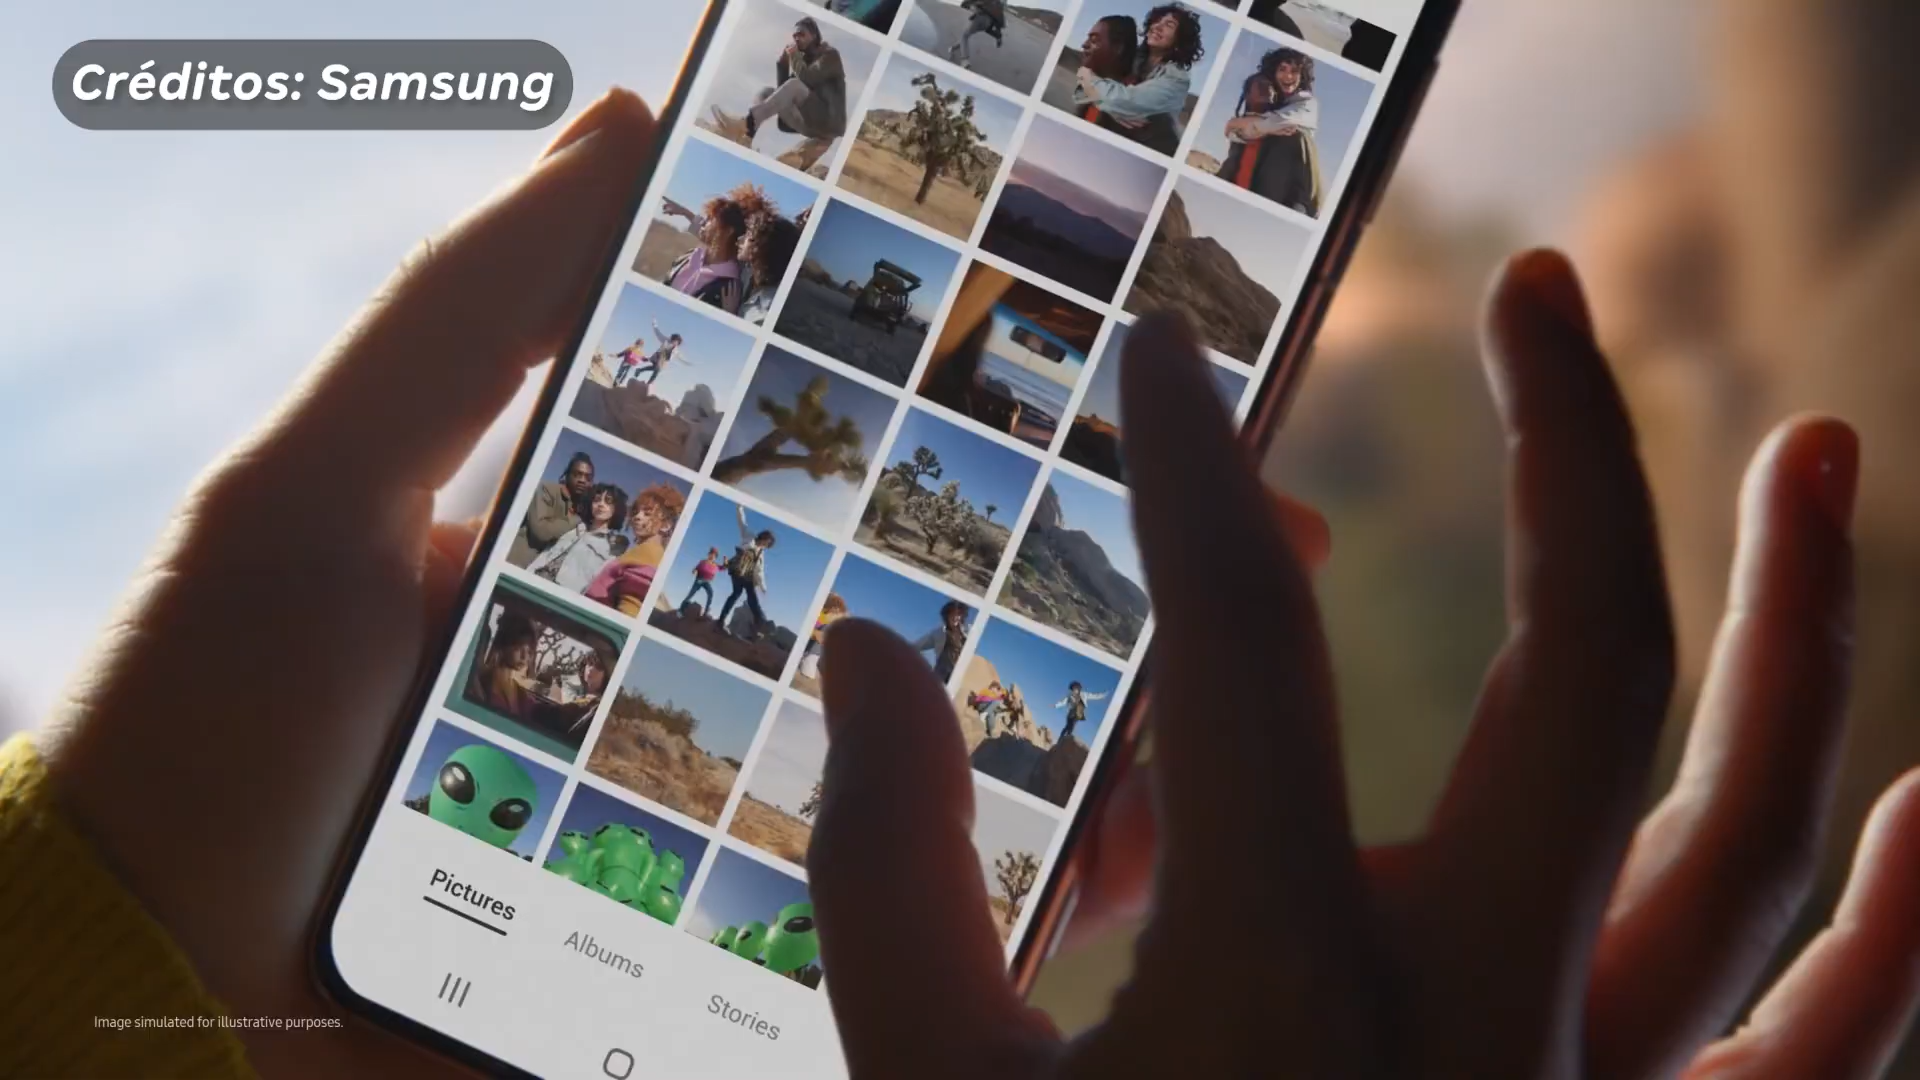 Créditos: Samsung
Pictures
Albums
Stories
Image simulated for illustrative purposes.